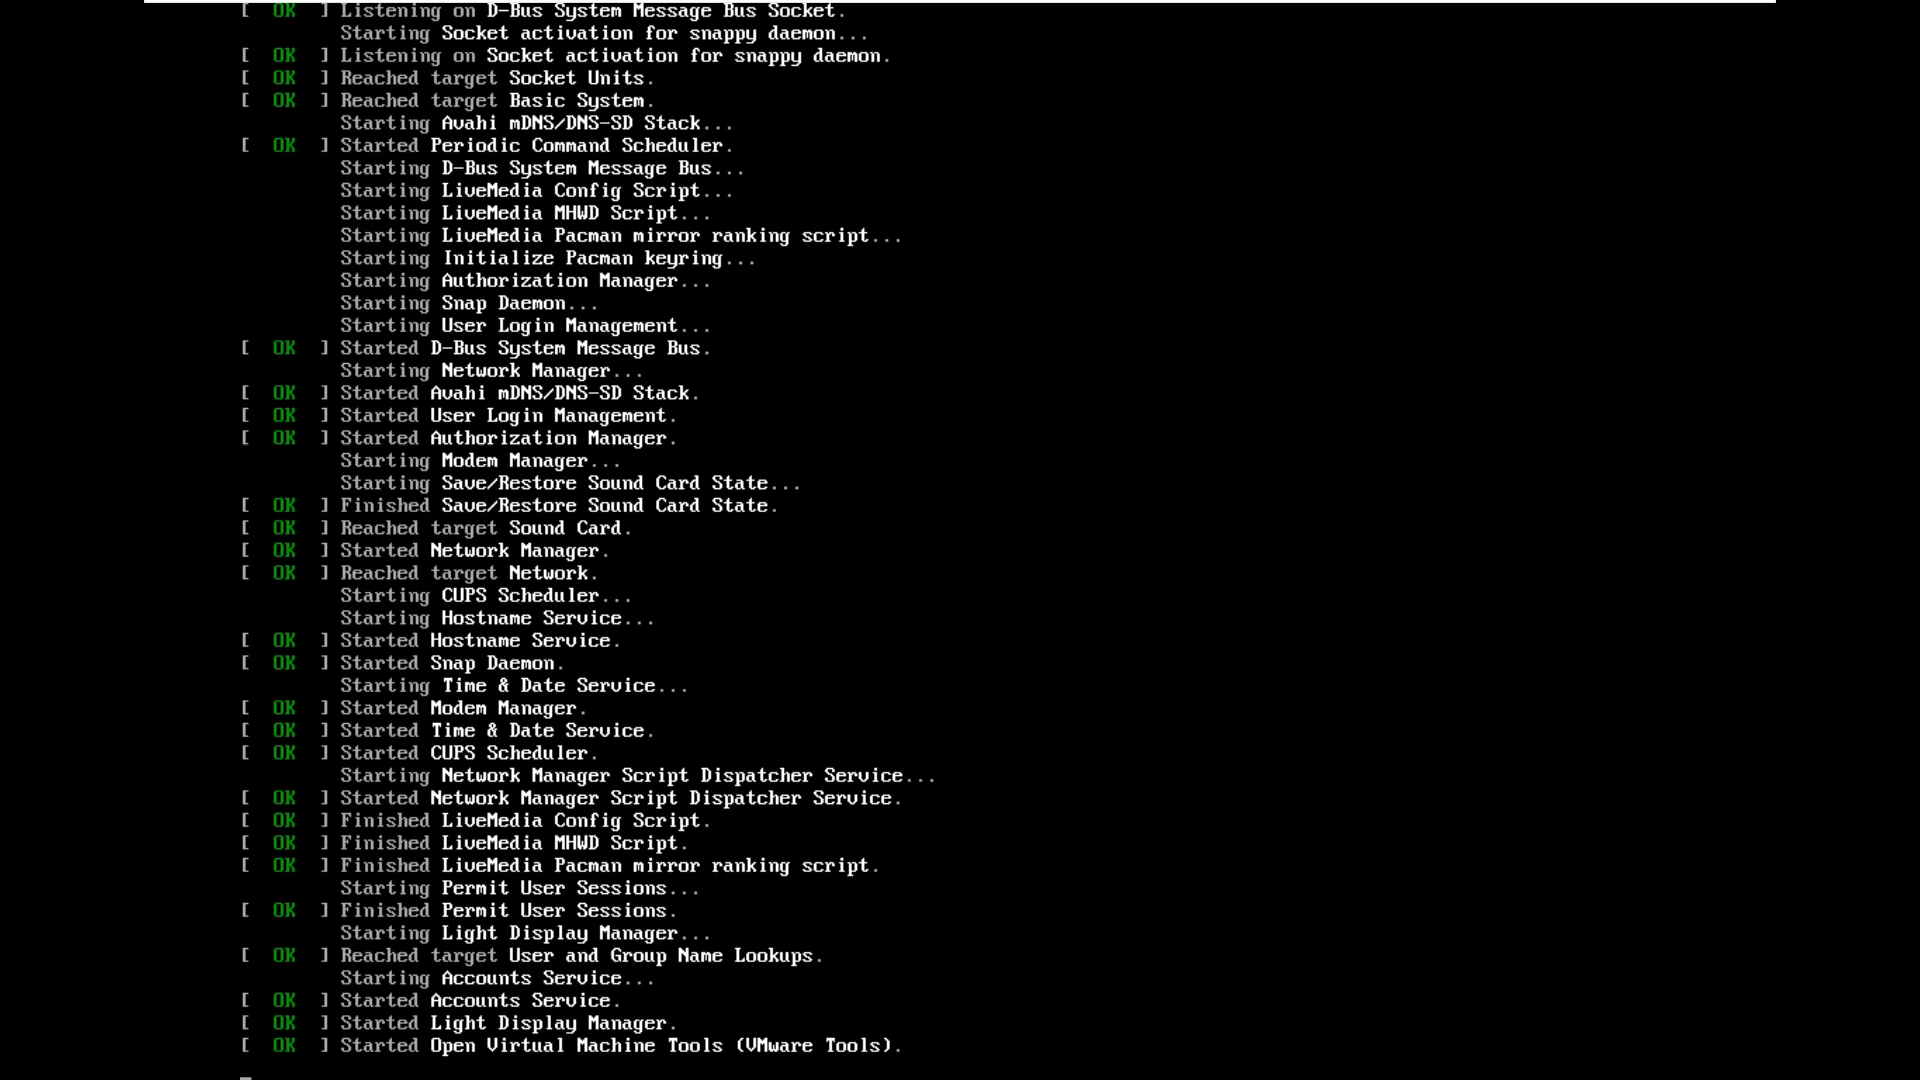 [  OK  ] Listening on D-Bus System Message Bus Socket.
Starting Socket activation for snappy daemon...
[  OK  ] Listening on Socket activation for snappy daemon.
[  OK  ] Reached target Socket Units.
[  OK  ] Reached target Basic System.
Starting Avahi mDNS/DNS-SD Stack...
[  OK  ] Started Periodic Command Scheduler.
Starting D-Bus System Message Bus...
Starting LiveMedia Config Script...
Starting LiveMedia MHWD Script...
Starting LiveMedia Pacman mirror ranking script...
Starting Initialize Pacman keyring...
Starting Authorization Manager...
Starting Snap Daemon...
Starting User Login Management...
[  OK  ] Started D-Bus System Message Bus.
Starting Network Manager...
[  OK  ] Started Avahi mDNS/DNS-SD Stack.
[  OK  ] Started User Login Management.
[  OK  ] Started Authorization Manager.
Starting Modem Manager...
Starting Save/Restore Sound Card State...
[  OK  ] Finished Save/Restore Sound Card State.
[  OK  ] Reached target Sound Card.
[  OK  ] Started Network Manager.
[  OK  ] Reached target Network.
Starting CUPS Scheduler...
Starting Hostname Service...
[  OK  ] Started Hostname Service.
[  OK  ] Started Snap Daemon.
Starting Time & Date Service...
[  OK  ] Started Modem Manager.
[  OK  ] Started Time & Date Service.
[  OK  ] Started CUPS Scheduler.
Starting Network Manager Script Dispatcher Service...
[  OK  ] Started Network Manager Script Dispatcher Service.
[  OK  ] Finished LiveMedia Config Script.
[  OK  ] Finished LiveMedia MHWD Script.
[  OK  ] Finished LiveMedia Pacman mirror ranking script.
Starting Permit User Sessions...
[  OK  ] Finished Permit User Sessions.
Starting Light Display Manager...
[  OK  ] Reached target User and Group Name Lookups.
Starting Accounts Service...
[  OK  ] Started Accounts Service.
[  OK  ] Started Light Display Manager.
[  OK  ] Started Open Virtual Machine Tools (VMware Tools).